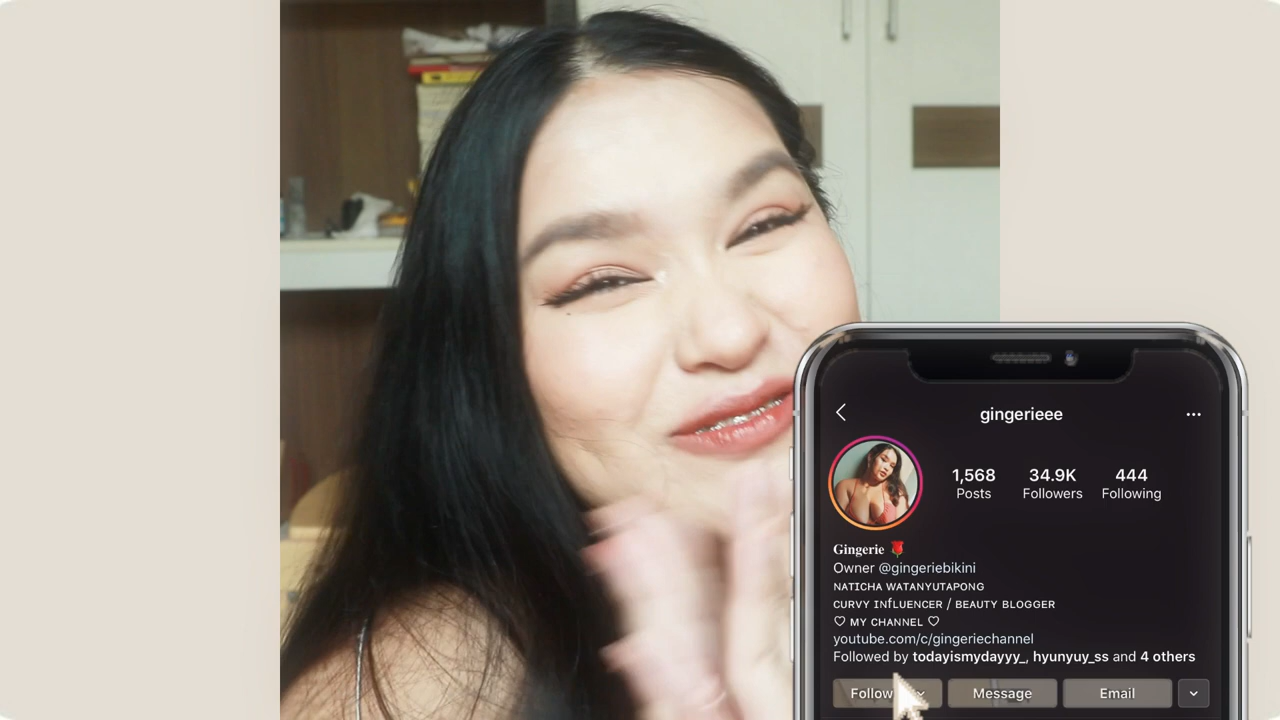 gingerieee
1,568 34.9K 444
Posts Followers Following
Gingerie
Owner @gingeriebikini
NATICHA WATANYUTAPONG
CURVY INfLUENCER / BEAUTY BLOGGER
♡ MY CHANNEL ♡
youtube.com/c/gingeriechannel
Followed by todayismydayyy_, hyunyuy_ss and 4 others
Message Email